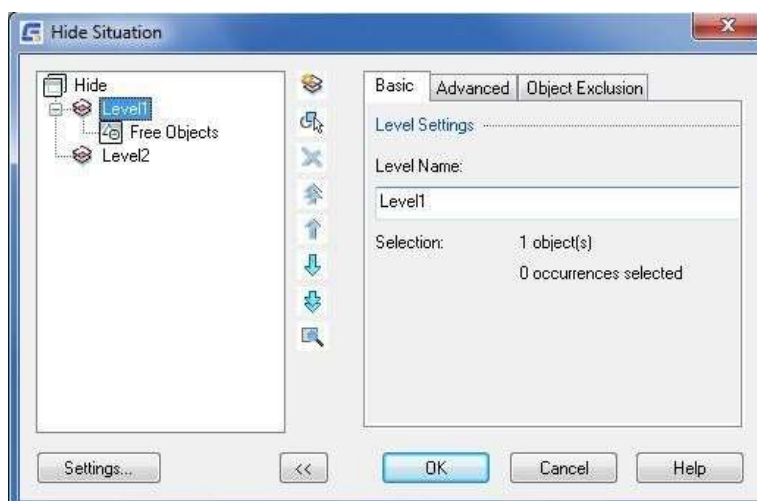 Hide Situation
Hide
Level1
Free Objects
Level2
Basic
Advanced
Object Exclusion
Level Settings
Level Name:
Level1
Selection:
1 object(s)
0 occurrences selected
Settings...
<<
OK
Cancel
Help